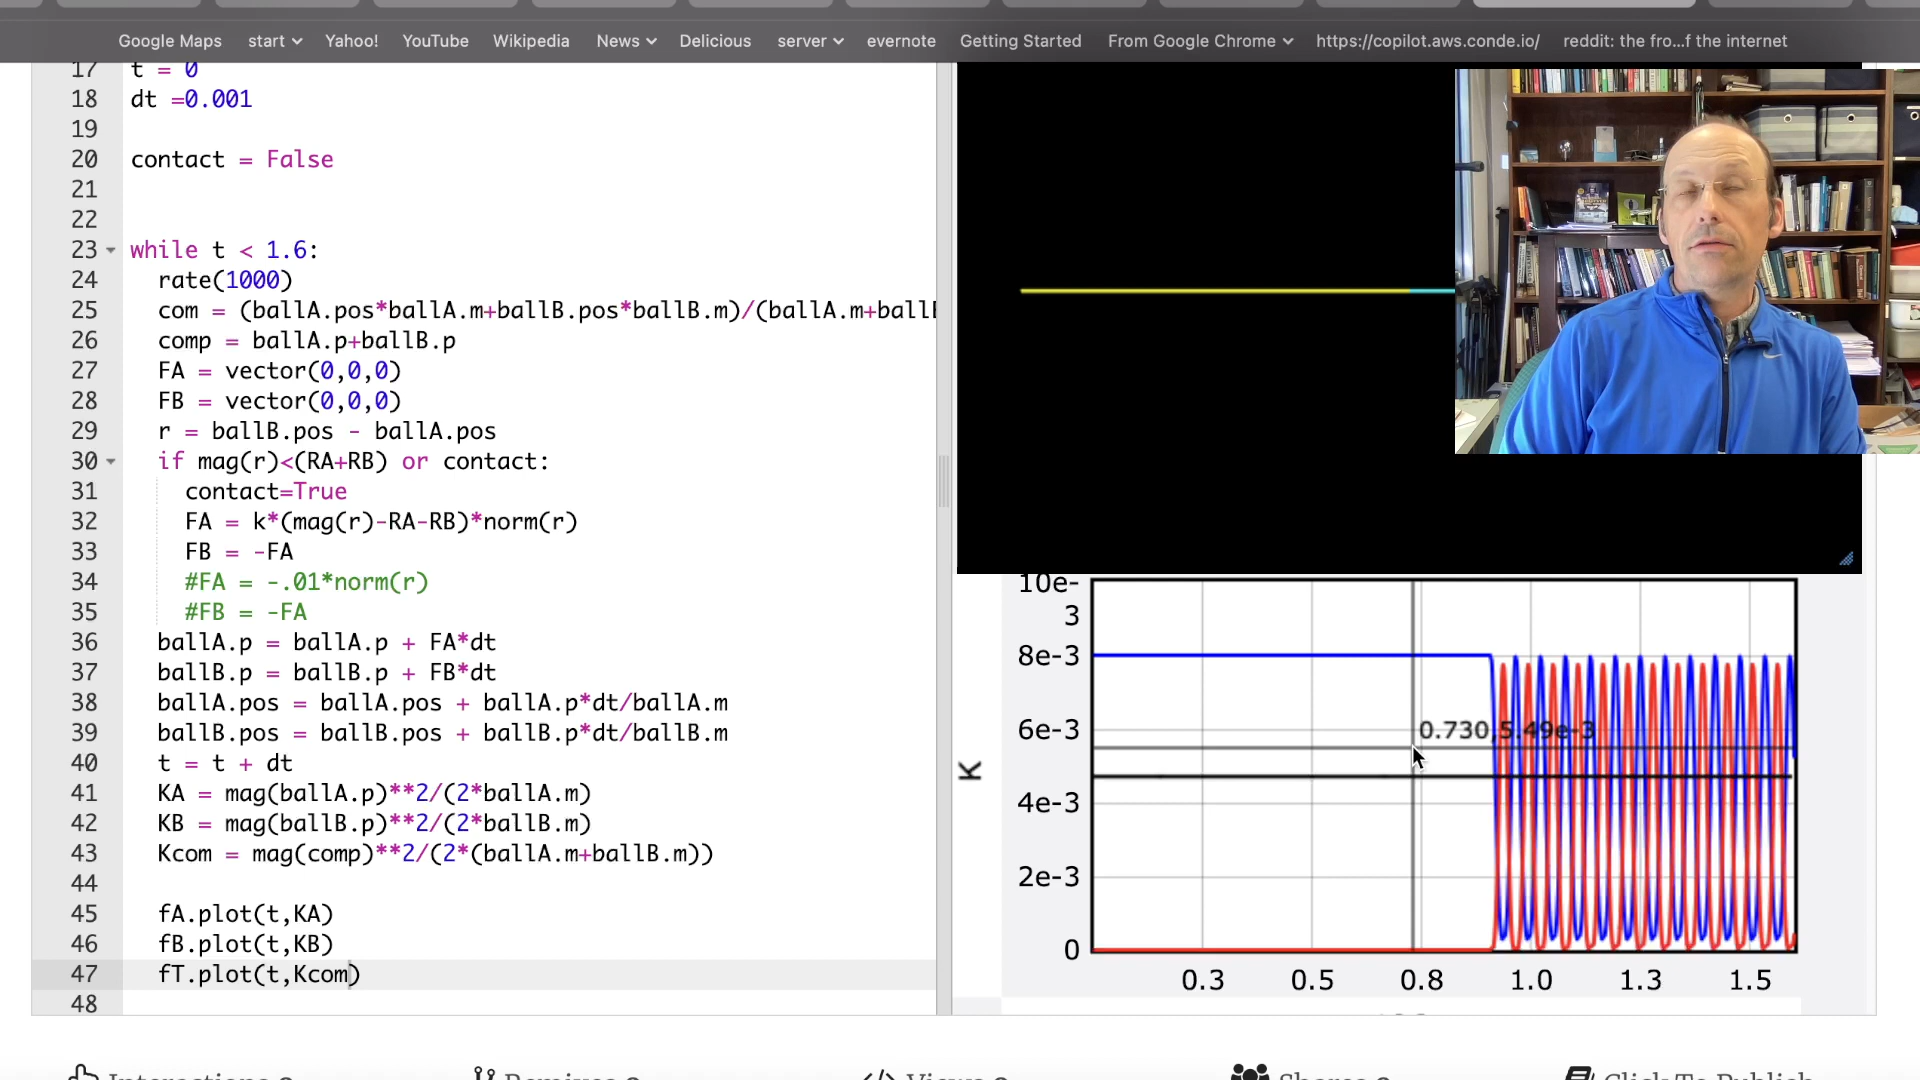 Google Maps start Yahoo! YouTube Wikipedia News Delicious server evernote Getting Started From Google Chrome https://copilot.aws.conde.io/ reddit: the fro...f the internet
17 t = 0
18 dt =0.001
19
20 contact = False
21
22
23 while t < 1.6:
24 rate(1000)
25 com = (ballA.pos*ballA.m+ballB.pos*ballB.m)/(ballA.m+ball
26 comp = ballA.p+ballB.p
27 FA = vector(0,0,0)
28 FB = vector(0,0,0)
29 r = ballB.pos - ballA.pos
30 if mag(r)<(RA+RB) or contact:
31 contact=True
32 FA = k*(mag(r)-RA-RB)*norm(r)
33 FB = -FA
34 #FA = -.01*norm(r)
35 #FB = -FA
36 ballA.p = ballA.p + FA*dt
37 ballB.p = ballB.p + FB*dt
38 ballA.pos = ballA.pos + ballA.p*dt/ballA.m
39 ballB.pos = ballB.pos + ballB.p*dt/ballB.m
40 t = t + dt
41 KA = mag(ballA.p)**2/(2*ballA.m)
42 KB = mag(ballB.p)**2/(2*ballB.m)
43 Kcom = mag(comp)**2/(2*(ballA.m+ballB.m))
44
45 fA.plot(t,KA)
46 fB.plot(t,KB)
47 fT.plot(t,Kcom)
48
10e-
3
8e-3
6e-3
4e-3
2e-3
0
K
0.730,5.49e-3
0.3 0.5 0.8 1.0 1.3 1.5